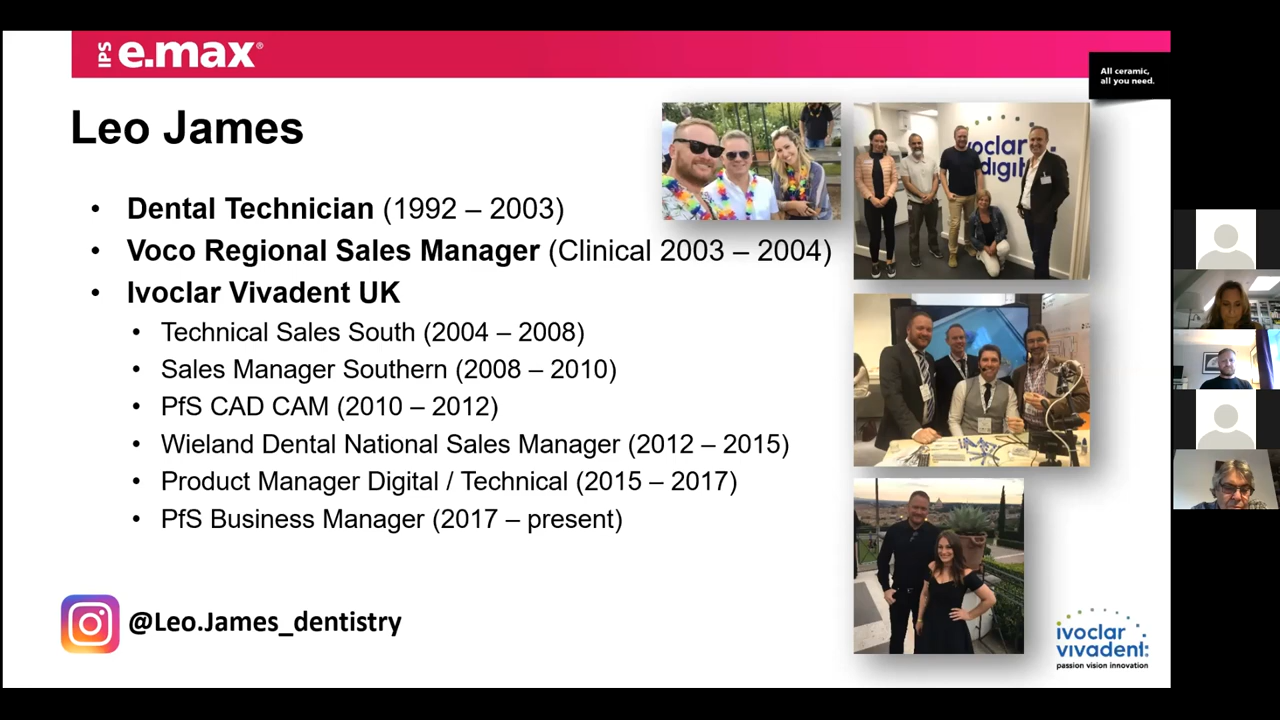 IPS e.max®
All ceramic,
all you need.
Leo James
• Dental Technician (1992 – 2003)
• Voco Regional Sales Manager (Clinical 2003 – 2004)
• Ivoclar Vivadent UK
• Technical Sales South (2004 – 2008)
• Sales Manager Southern (2008 – 2010)
• PfS CAD CAM (2010 – 2012)
• Wieland Dental National Sales Manager (2012 – 2015)
• Product Manager Digital / Technical (2015 – 2017)
• PfS Business Manager (2017 – present)
@Leo.James_dentistry
ivoclar
digit
ivoclar
vivadent:
passion vision innovation